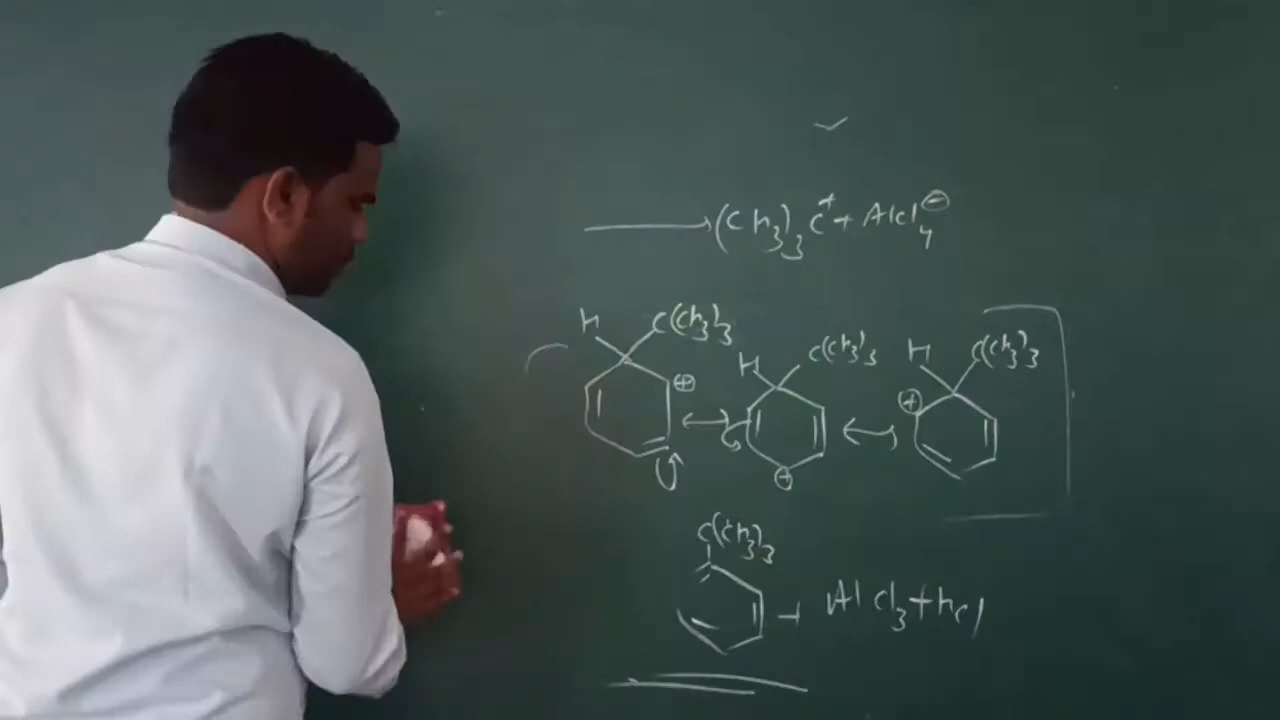 ⟶ (CH3)3C+ + AlCl4⊖
H C(CH3)3 ⊕ ↔ H C(CH3)3 ⊕ ↔ H C(CH3)3 ⊕
C(CH3)3
+ AlCl3 + HCl